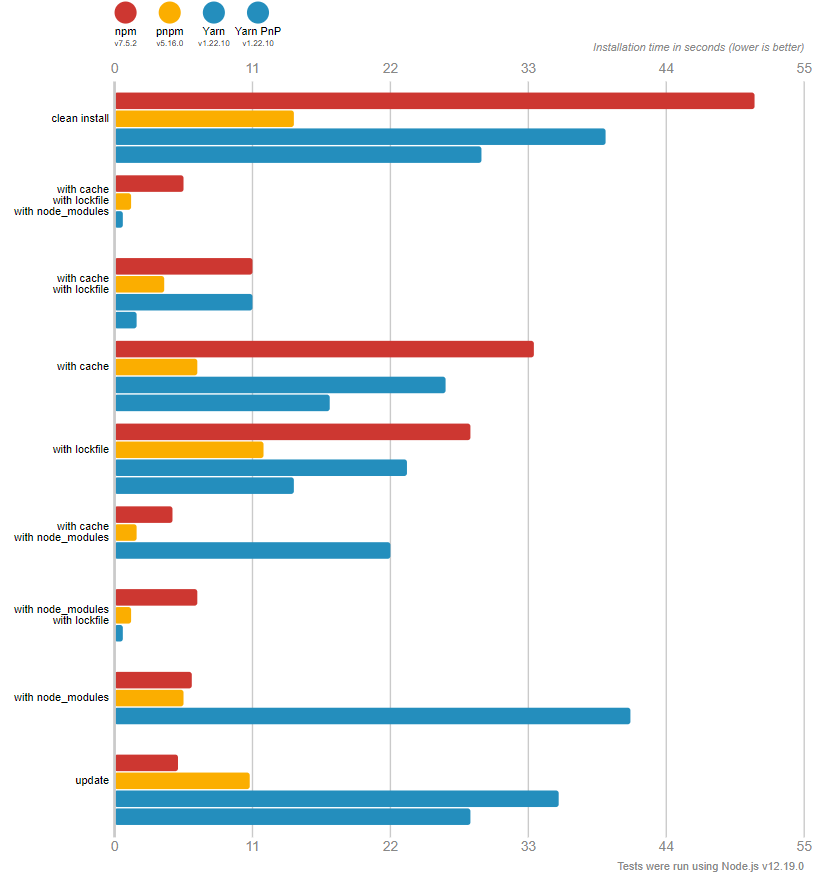 npm pnpm Yarn Yarn PnP
v7.5.2 v5.16.0 v1.22.10 v1.22.10
Installation time in seconds (lower is better)
0 11 22 33 44 55
clean install
with cache
with lockfile
with node_modules
with cache
with lockfile
with cache
with lockfile
with cache
with node_modules
with node_modules
with lockfile
with node_modules
update
0 11 22 33 44 55
Tests were run using Node.js v12.19.0